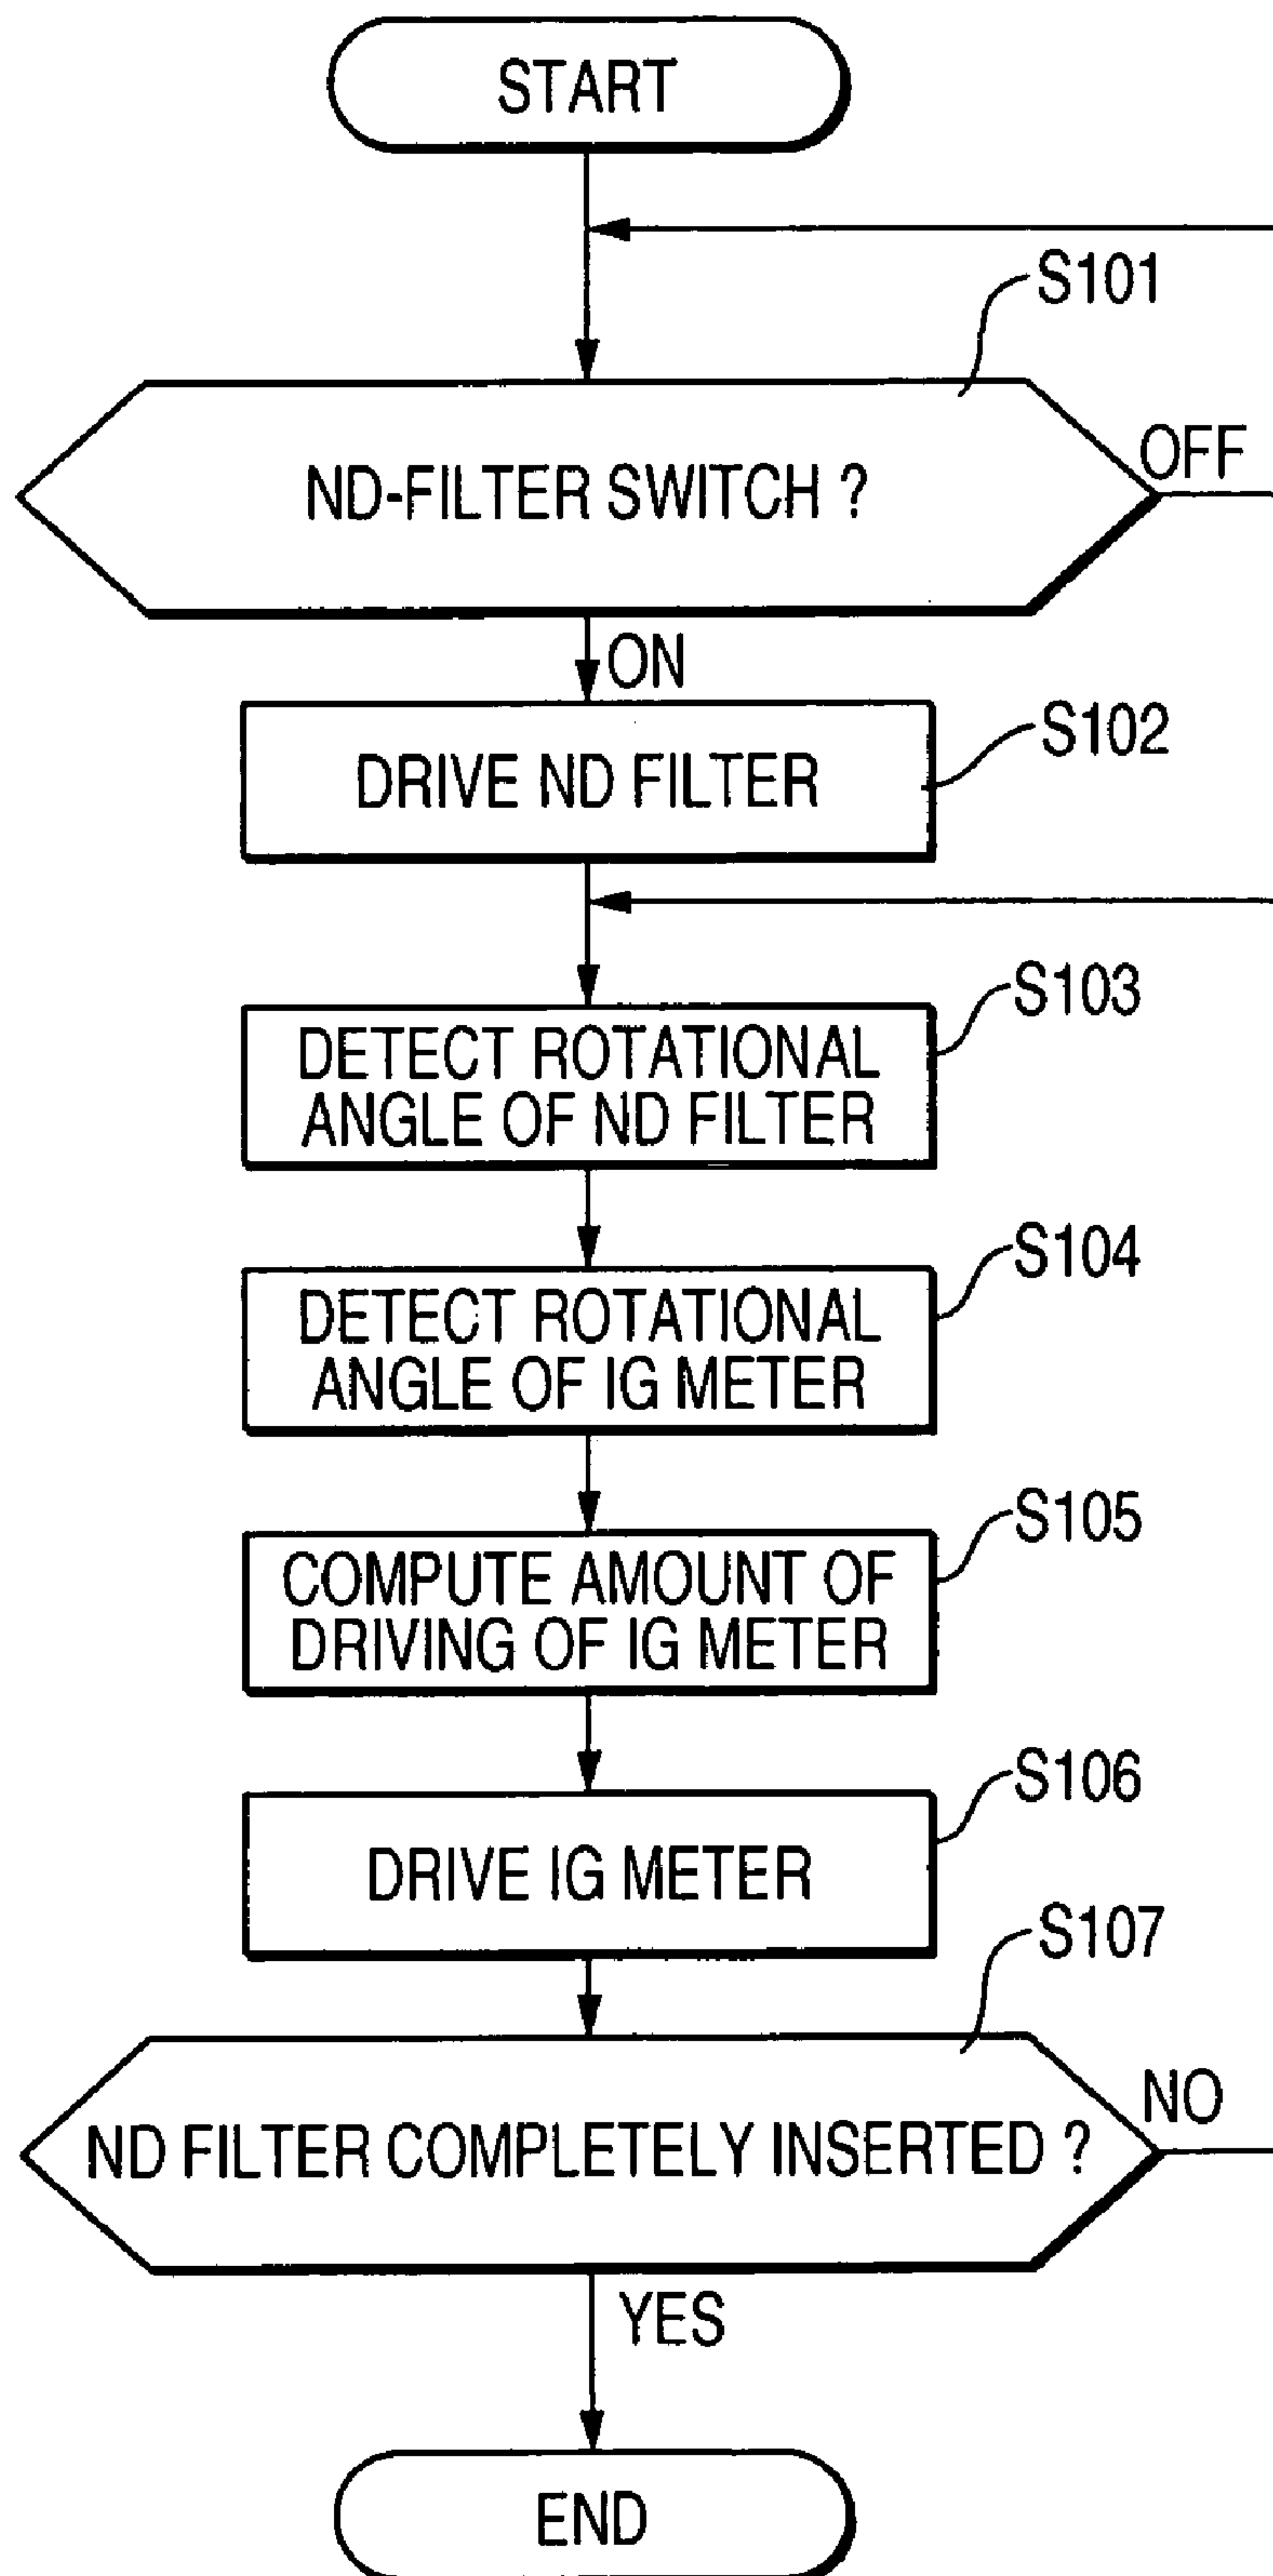 START
S101
ND-FILTER SWITCH ?
OFF
ON
S102
DRIVE ND FILTER
S103
DETECT ROTATIONAL
ANGLE OF ND FILTER
S104
DETECT ROTATIONAL
ANGLE OF IG METER
S105
COMPUTE AMOUNT OF
DRIVING OF IG METER
S106
DRIVE IG METER
S107
ND FILTER COMPLETELY INSERTED ?
NO
YES
END